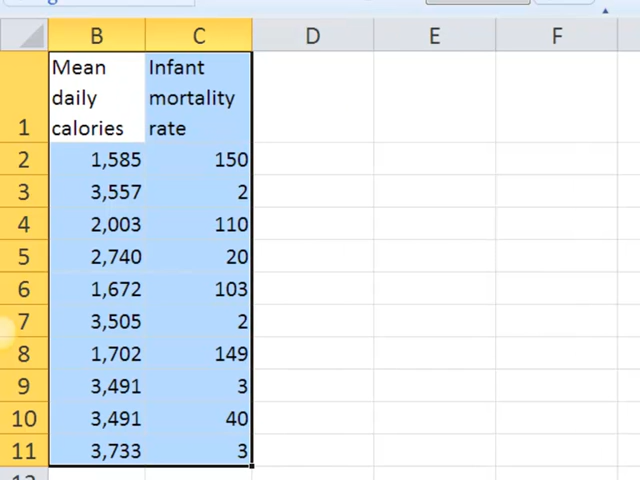 B C D E F
Mean Infant
daily mortality
1 calories rate
2 1,585 150
3 3,557 2
4 2,003 110
5 2,740 20
6 1,672 103
7 3,505 2
8 1,702 149
9 3,491 3
10 3,491 40
11 3,733 3